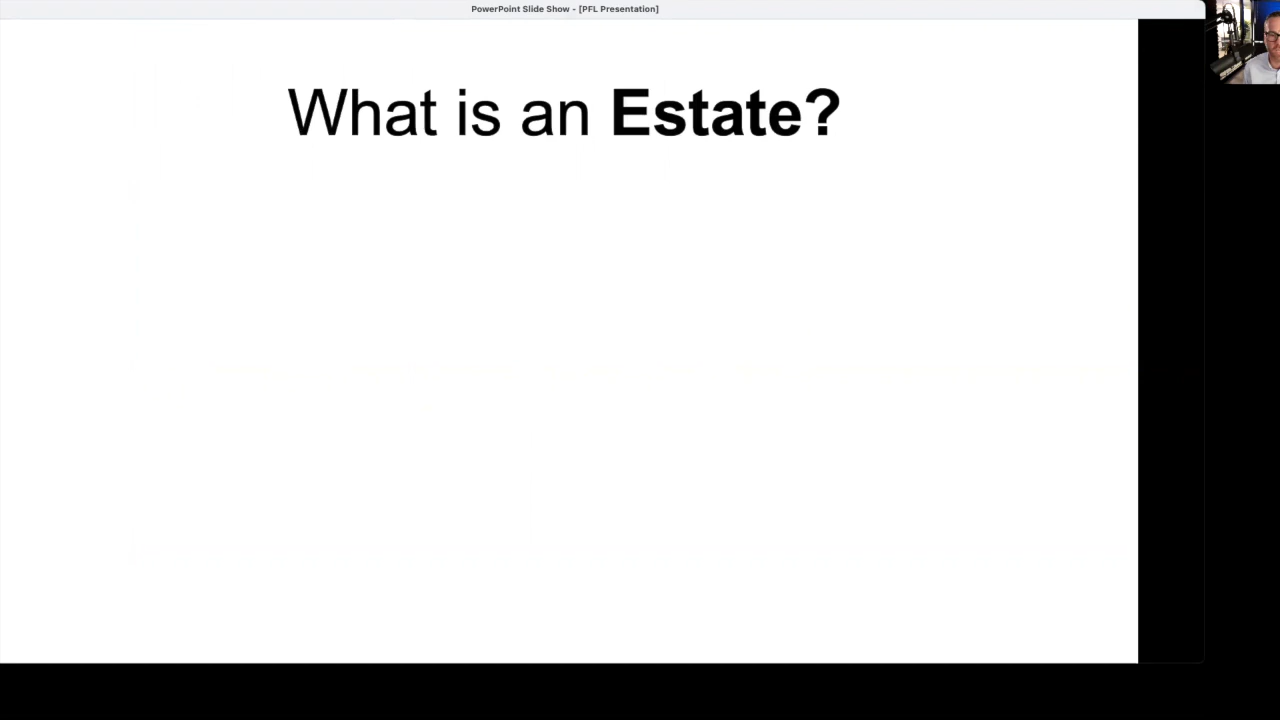 PowerPoint Slide Show - [PFL Presentation]
What is an Estate?